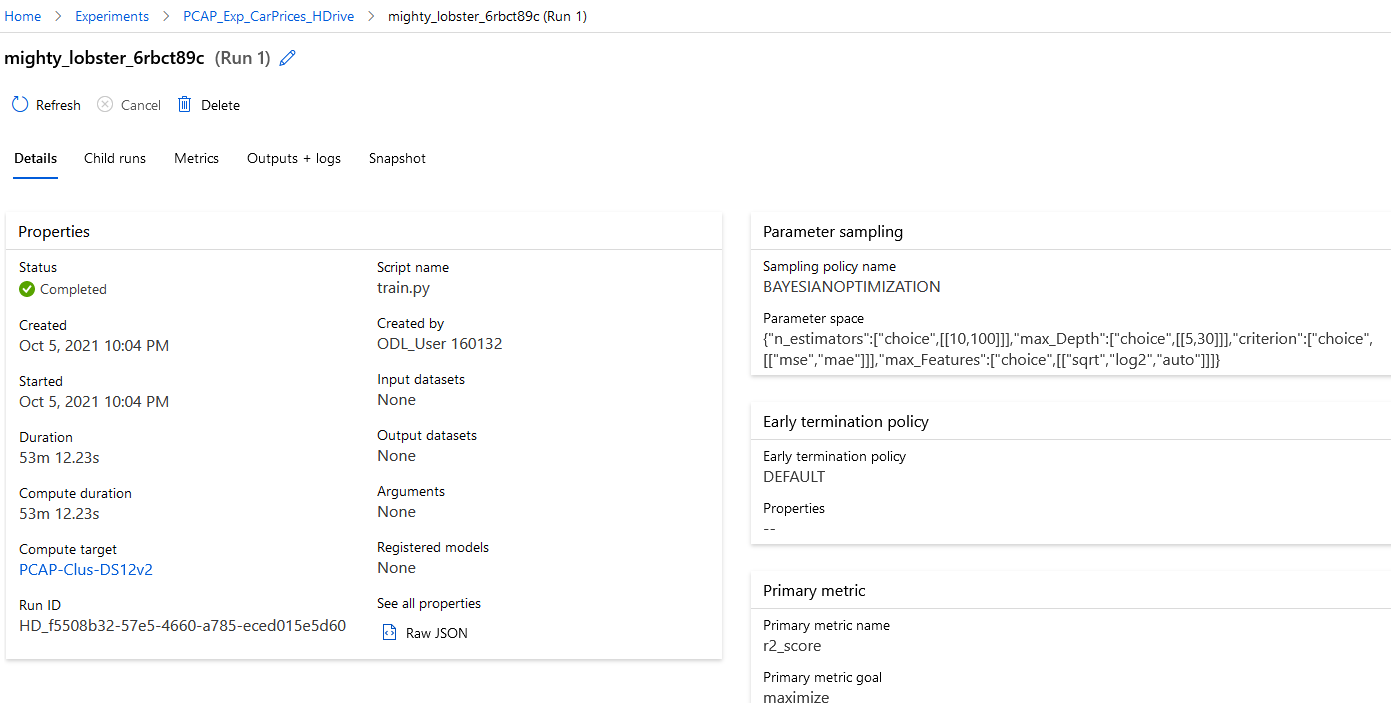 Home > Experiments > PCAP_Exp_CarPrices_HDrive > mighty_lobster_6rbct89c (Run 1)
mighty_lobster_6rbct89c (Run 1)
Refresh Cancel Delete
Details Child runs Metrics Outputs + logs Snapshot
Properties
Status
Completed
Created
Oct 5, 2021 10:04 PM
Started
Oct 5, 2021 10:04 PM
Duration
53m 12.23s
Compute duration
53m 12.23s
Compute target
PCAP-Clus-DS12v2
Run ID
HD_f5508b32-57e5-4660-a785-eced015e5d60
Script name
train.py
Created by
ODL_User 160132
Input datasets
None
Output datasets
None
Arguments
None
Registered models
None
See all properties
Raw JSON
Parameter sampling
Sampling policy name
BAYESIANOPTIMIZATION
Parameter space
{"n_estimators":["choice",[[10,100]]],"max_Depth":["choice",[[5,30]]],"criterion":["choice",
[["mse","mae"]]],"max_Features":["choice",[["sqrt","log2","auto"]]]}
Early termination policy
Early termination policy
DEFAULT
Properties
--
Primary metric
Primary metric name
r2_score
Primary metric goal
maximize